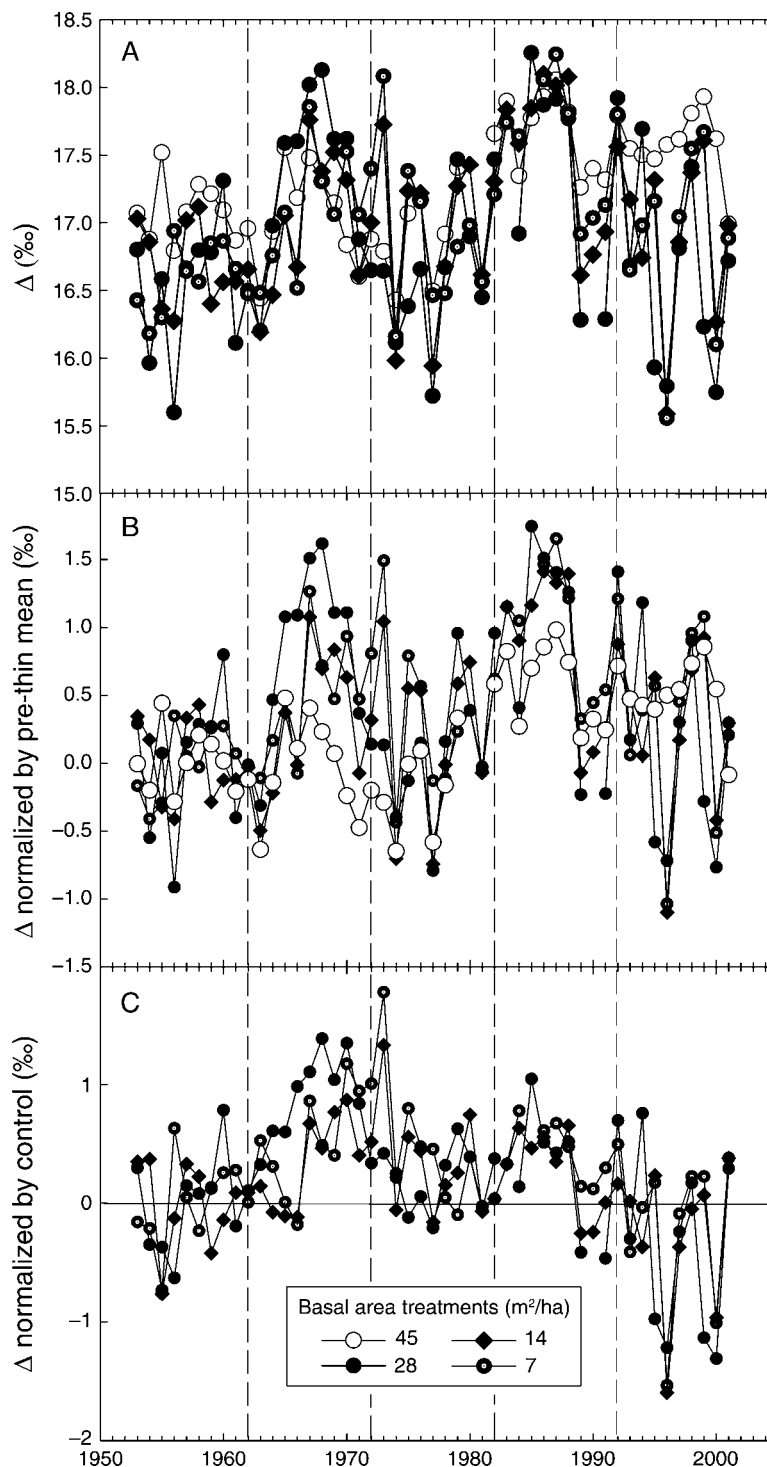 A
18.5
18.0
17.5
17.0
16.5
16.0
15.5
15.0
Δ (‰)
B
1.5
1.0
0.5
0.0
−0.5
−1.0
−1.5
Δ normalized by pre-thin mean (‰)
C
1
0
−1
−2
Δ normalized by control (‰)
Basal area treatments (m²/ha)
45 14
28 7
1950 1960 1970 1980 1990 2000